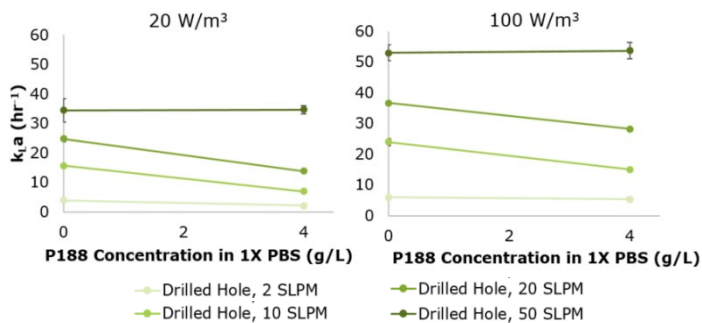 20 W/m³
100 W/m³
60
50
40
30
20
10
0
kLa (hr⁻¹)
0
2
4
P188 Concentration in 1X PBS (g/L)
60
50
40
30
20
10
0
0
2
4
P188 Concentration in 1X PBS (g/L)
Drilled Hole, 2 SLPM
Drilled Hole, 20 SLPM
Drilled Hole, 10 SLPM
Drilled Hole, 50 SLPM